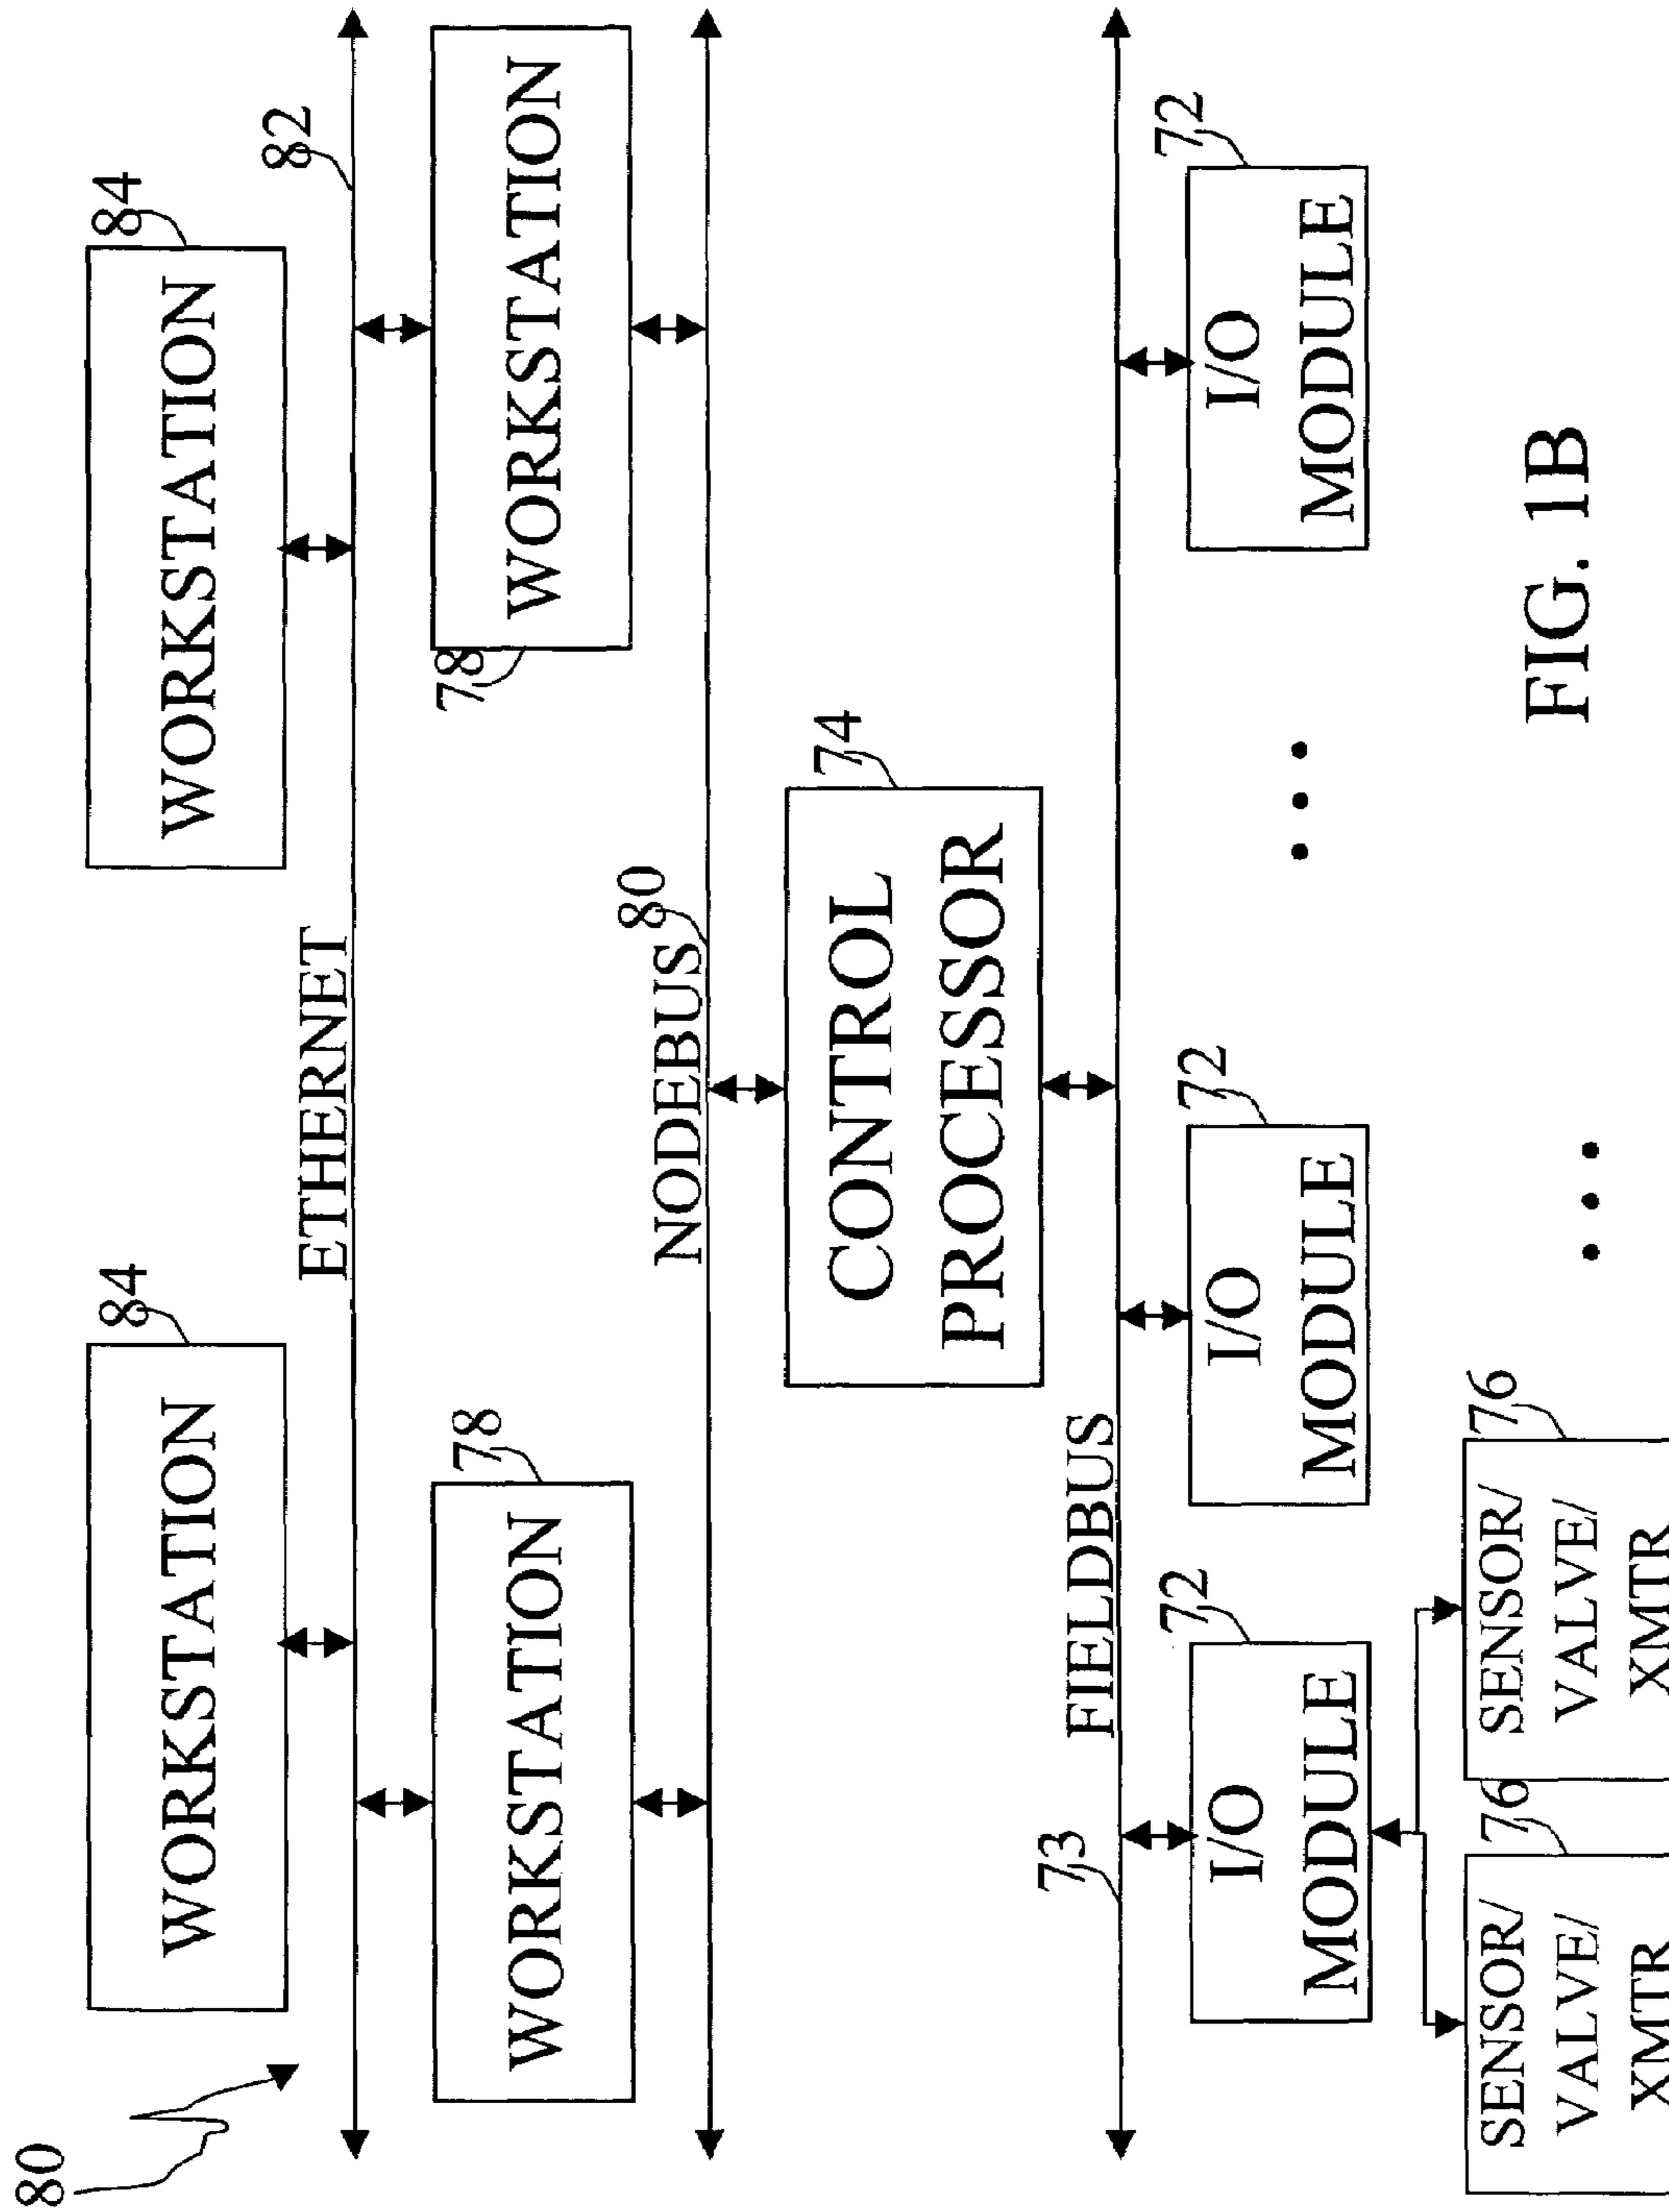 80
84
84
WORKSTATION
WORKSTATION
82
ETHERNET
78
WORKSTATION
78
WORKSTATION
80
NODEBUS
74
CONTROL
PROCESSOR
FIELDBUS
73
72
72
72
I/O
MODULE
I/O
MODULE
I/O
MODULE
76
76
SENSOR/
VALVE/
XMTR
SENSOR/
VALVE/
XMTR
FIG. 1B